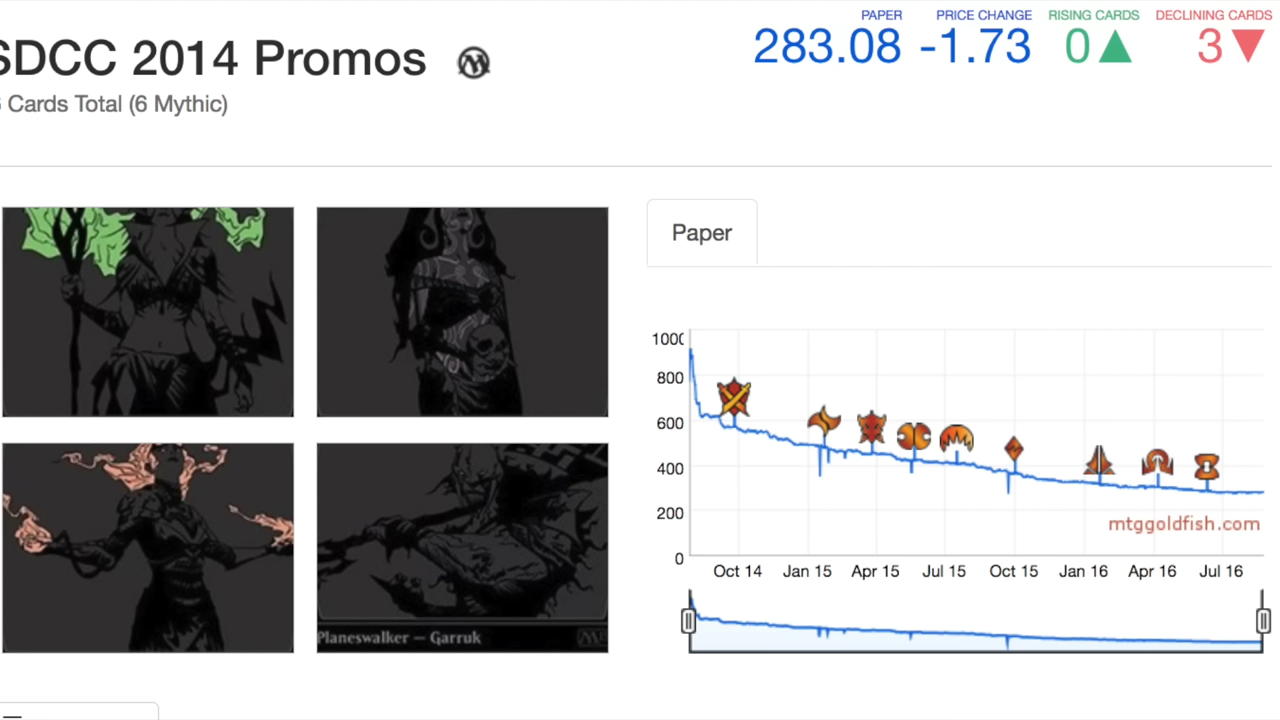 SDCC 2014 Promos
Cards Total (6 Mythic)
PAPER PRICE CHANGE RISING CARDS DECLINING CARDS
283.08 -1.73 0 3
Paper
800
600
400
200
0
mtggoldfish.com
Oct 14 Jan 15 Apr 15 Jul 15 Oct 15 Jan 16 Apr 16 Jul 16
Planeswalker — Garruk